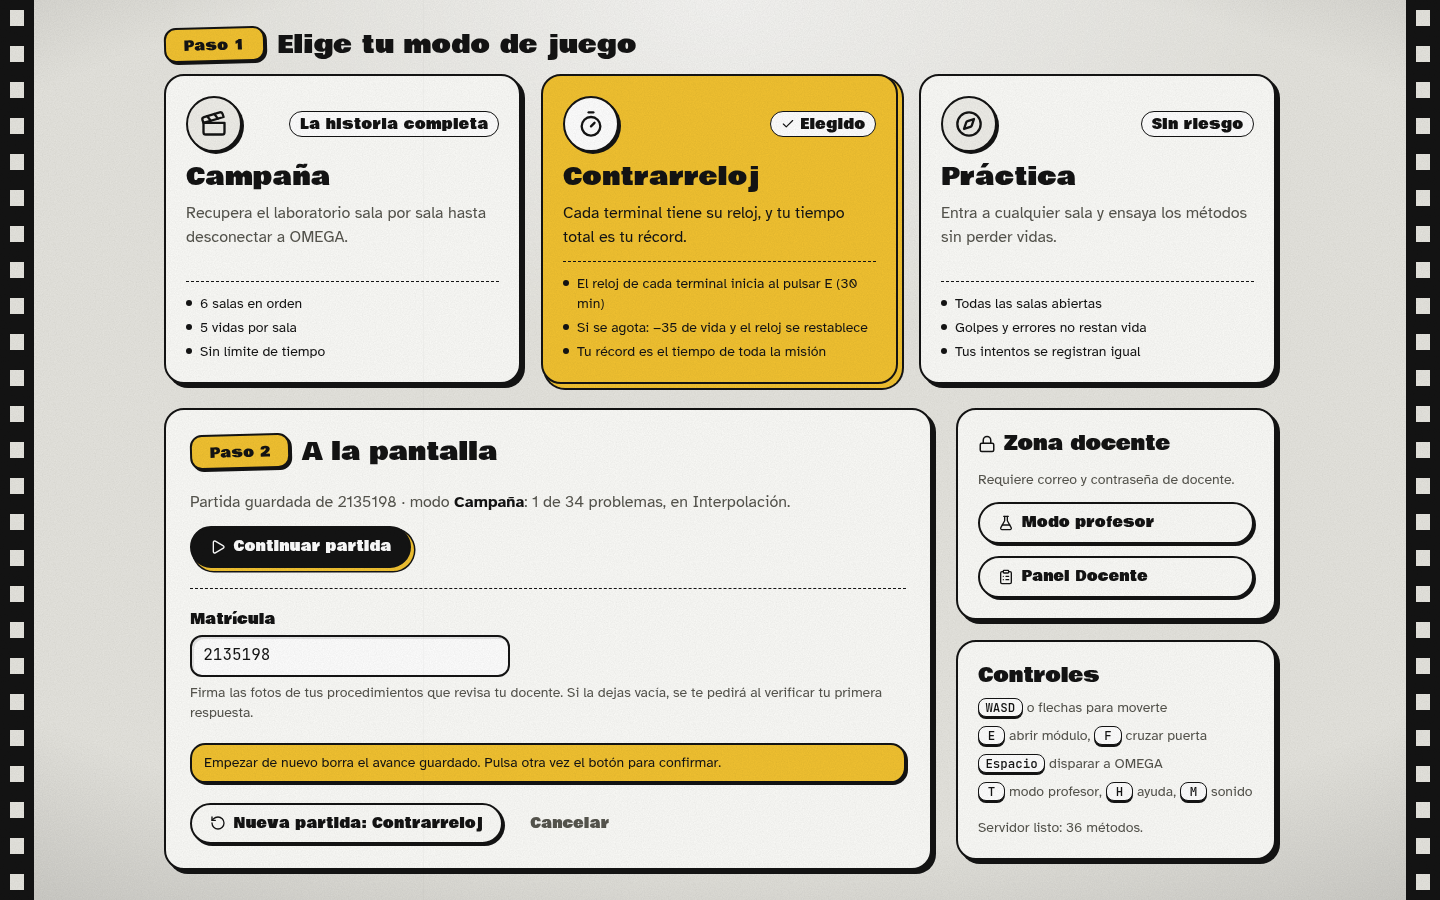 Paso 1
Elige tu modo de juego
La historia completa
Campaña
Recupera el laboratorio sala por sala hasta
desconectar a OMEGA.
6 salas en orden
5 vidas por sala
Sin límite de tiempo
Elegido
Contrarreloj
Cada terminal tiene su reloj, y tu tiempo
total es tu récord.
El reloj de cada terminal inicia al pulsar E (30
min)
Si se agota: −35 de vida y el reloj se restablece
Tu récord es el tiempo de toda la misión
Sin riesgo
Práctica
Entra a cualquier sala y ensaya los métodos
sin perder vidas.
Todas las salas abiertas
Golpes y errores no restan vida
Tus intentos se registran igual
Paso 2
A la pantalla
Partida guardada de 2135198 · modo Campaña: 1 de 34 problemas, en Interpolación.
Continuar partida
Matrícula
2135198
Firma las fotos de tus procedimientos que revisa tu docente. Si la dejas vacía, se te pedirá al verificar tu primera
respuesta.
Empezar de nuevo borra el avance guardado. Pulsa otra vez el botón para confirmar.
Nueva partida: Contrarreloj
Cancelar
Zona docente
Requiere correo y contraseña de docente.
Modo profesor
Panel Docente
Controles
WASD o flechas para moverte
E abrir módulo, F cruzar puerta
Espacio disparar a OMEGA
T modo profesor, H ayuda, M sonido
Servidor listo: 36 métodos.